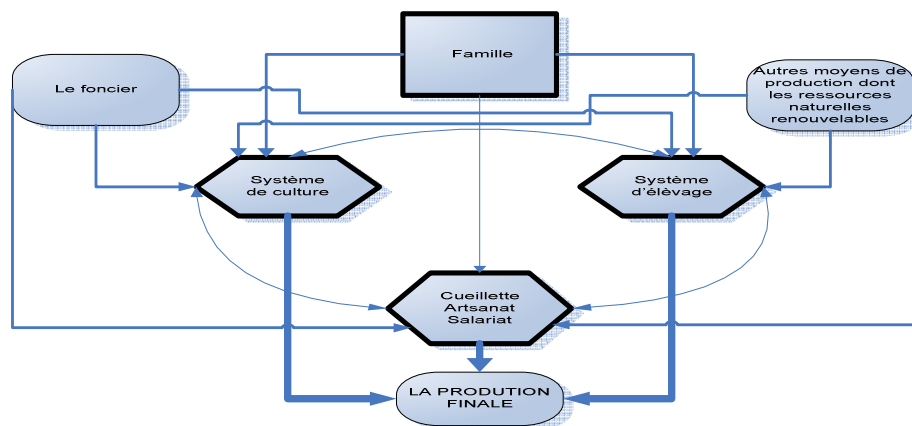 Famille
Le foncier
Autres moyens de
production dont
les ressources
naturelles
renouvelables
Système
de culture
Système
d'élèvage
Cueillette
Artsanat
Salariat
LA PRODUTION
FINALE